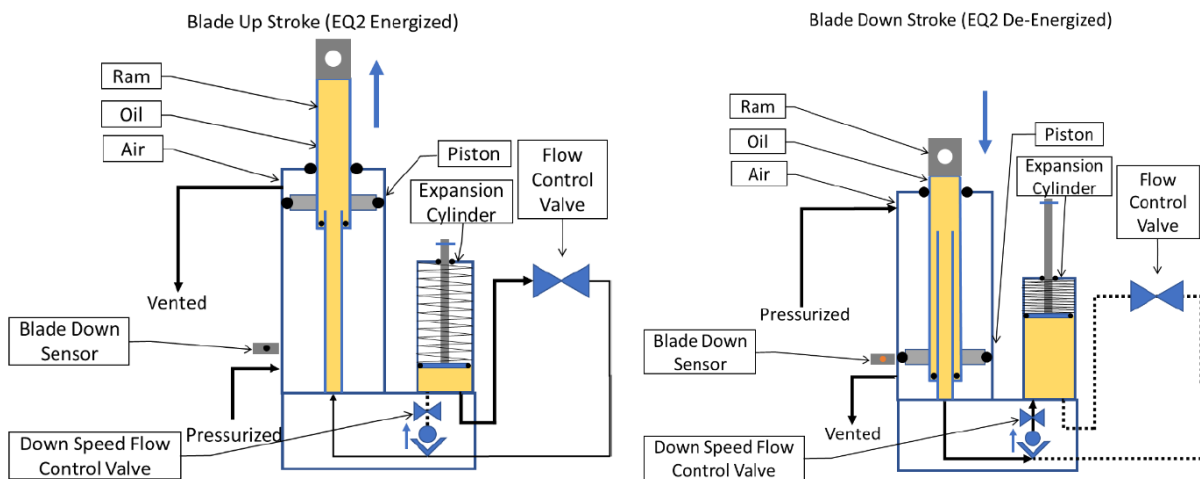 Blade Up Stroke (EQ2 Energized)
Ram
Oil
Air
Piston
Expansion
Cylinder
Flow
Control
Valve
Vented
Blade Down
Sensor
Pressurized
Down Speed Flow
Control Valve
Blade Down Stroke (EQ2 De-Energized)
Ram
Oil
Air
Piston
Expansion
Cylinder
Flow
Control
Valve
Pressurized
Blade Down
Sensor
Vented
Down Speed Flow
Control Valve